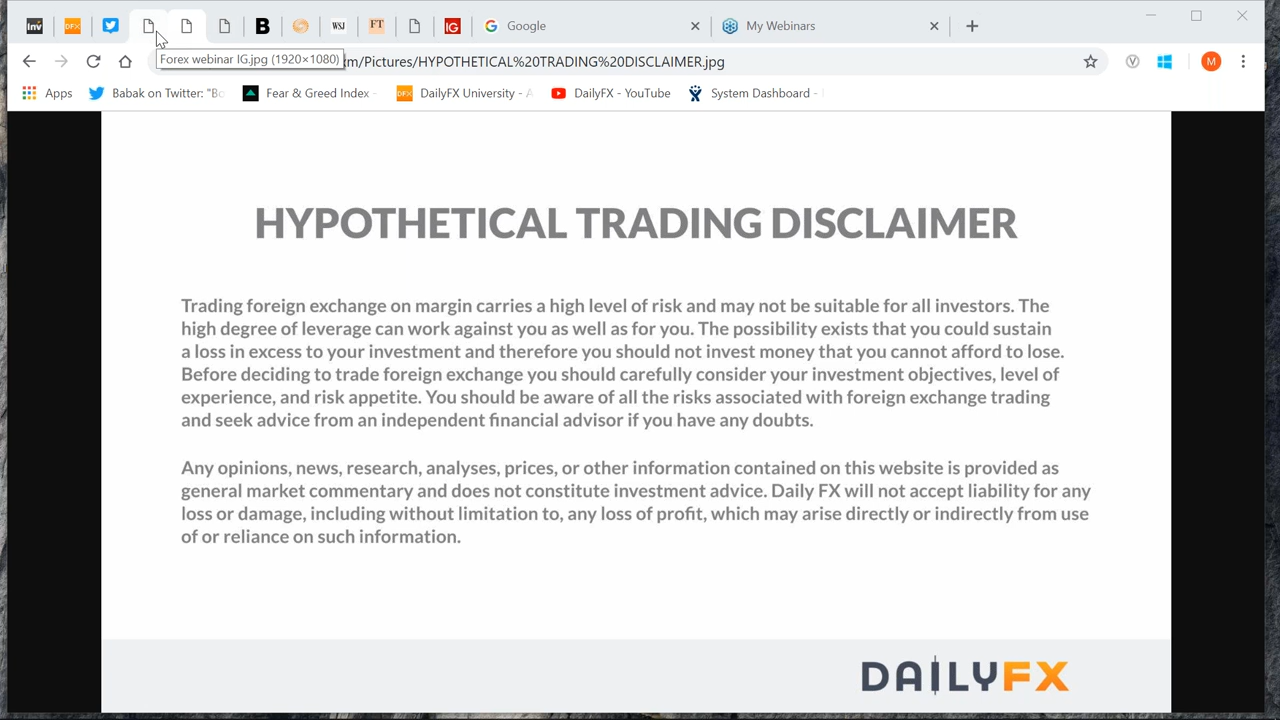 Inv
DFX
B
WSJ
FT
IG
Google
My Webinars
Forex webinar IG.jpg (1920×1080)
m/Pictures/HYPOTHETICAL%20TRADING%20DISCLAIMER.jpg
V
M
Apps
Babak on Twitter: "Bo
Fear & Greed Index -
DFX
DailyFX University - A
DailyFX - YouTube
System Dashboard -
HYPOTHETICAL TRADING DISCLAIMER
Trading foreign exchange on margin carries a high level of risk and may not be suitable for all investors. The
high degree of leverage can work against you as well as for you. The possibility exists that you could sustain
a loss in excess to your investment and therefore you should not invest money that you cannot afford to lose.
Before deciding to trade foreign exchange you should carefully consider your investment objectives, level of
experience, and risk appetite. You should be aware of all the risks associated with foreign exchange trading
and seek advice from an independent financial advisor if you have any doubts.
Any opinions, news, research, analyses, prices, or other information contained on this website is provided as
general market commentary and does not constitute investment advice. Daily FX will not accept liability for any
loss or damage, including without limitation to, any loss of profit, which may arise directly or indirectly from use
of or reliance on such information.
DAILYFX